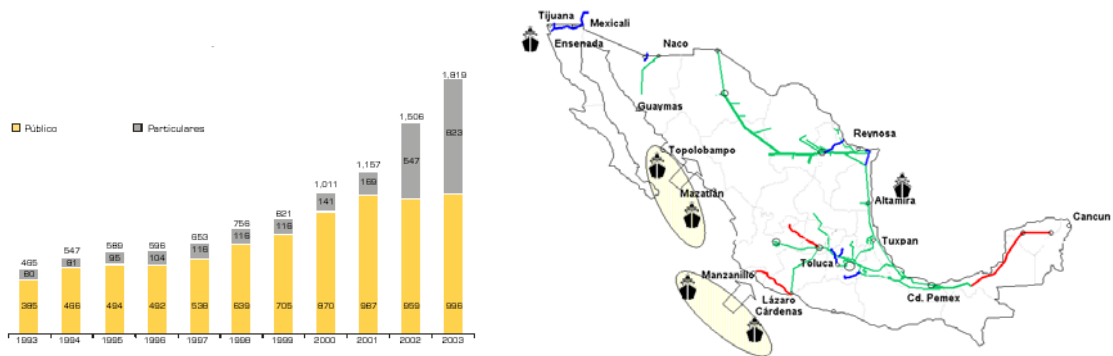 1,819
1,506
1,157
1,011
821
756
653
596
589
547
465
Público
Particulares
80
81
95
104
116
116
116
141
169
547
823
385
466
494
492
538
639
705
870
987
959
996
1993
1994
1995
1996
1997
1998
1999
2000
2001
2002
2003
Tijuana
Mexicali
Ensenada
Naco
Guaymas
Reynosa
Topolobampo
Mazatlán
Altamira
Cancun
Tuxpan
Toluca
Manzanillo
Lázaro
Cárdenas
Cd. Pemex